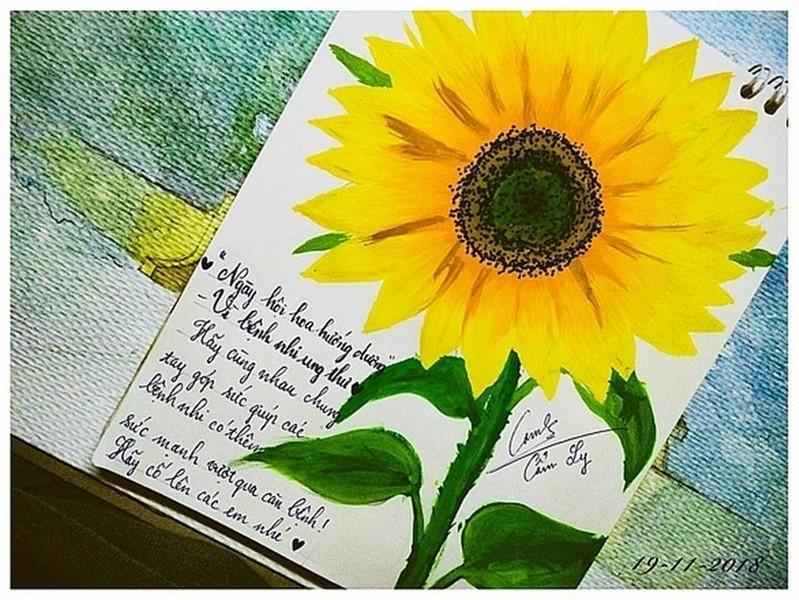 "Ngày hội hoa hướng dương"
- Vì bệnh nhi ung thư ♥
- Hãy cùng nhau chung
tay góp sức giúp các
bệnh nhi có thêm
sức mạnh vượt qua căn bệnh!
Hãy cố lên các em nhé ♥
Cẩm Ly
19-11-2018